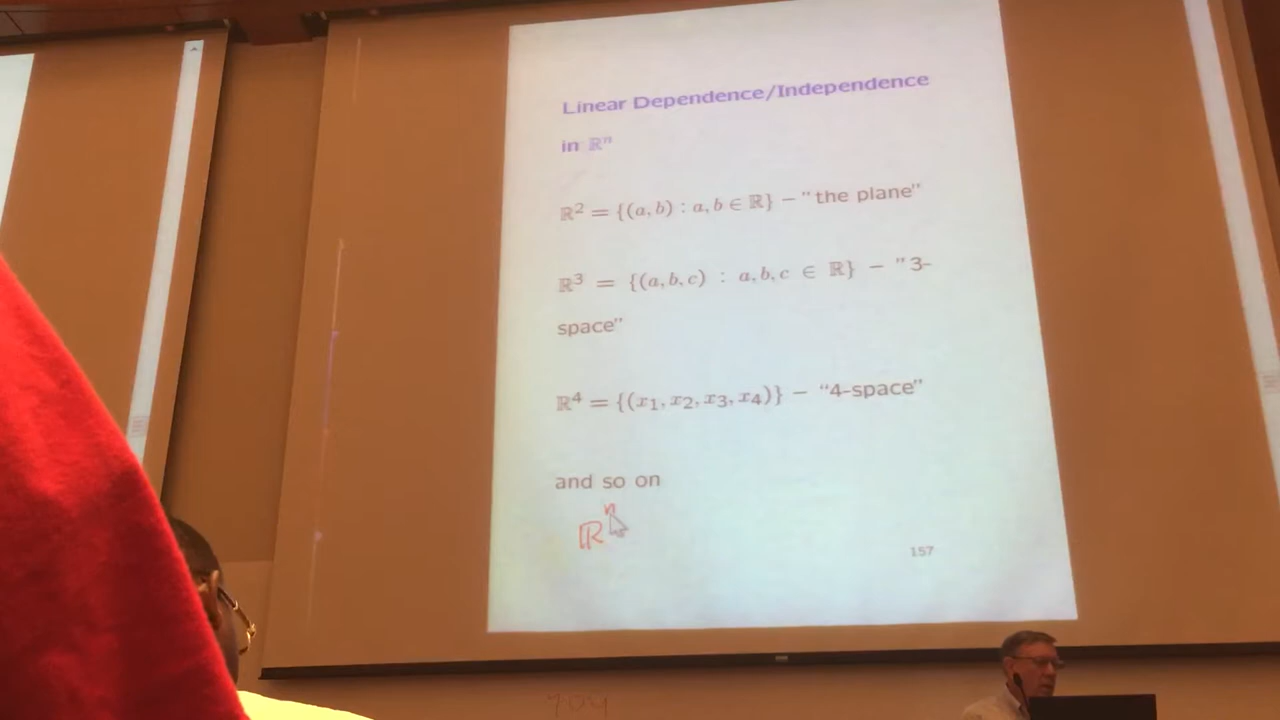 Linear Dependence/Independence
in ℝⁿ
ℝ² = {(a, b) : a, b ∈ ℝ} – "the plane"
ℝ³ = {(a, b, c) : a, b, c ∈ ℝ} – "3-
space"
ℝ⁴ = {(x₁, x₂, x₃, x₄)} – "4-space"
and so on
ℝⁿ
157